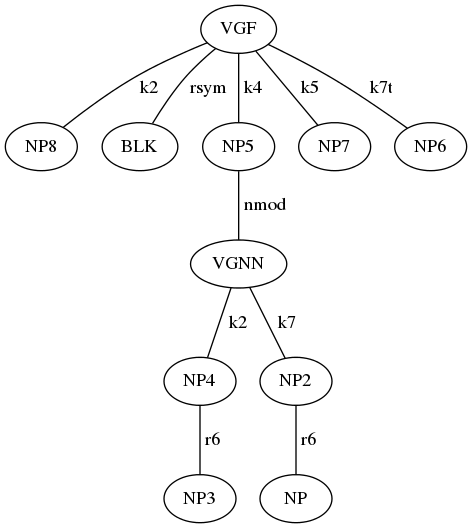 VGF
k2 rsym k4 k5 k7t
NP8 BLK NP5 NP7 NP6
nmod
VGNN
k2 k7
NP4 NP2
r6 r6
NP3 NP